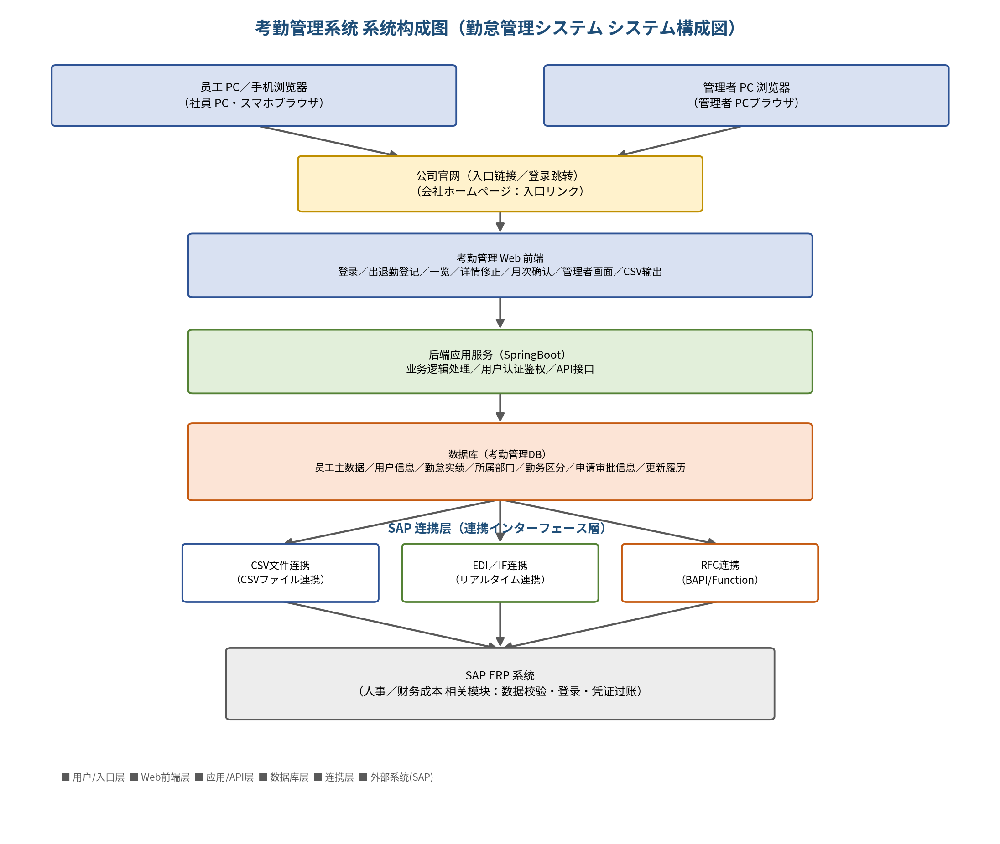 考勤管理系统 系统构成图（勤怠管理システム システム構成図）
员工 PC／手机浏览器
（社員 PC・スマホブラウザ）
管理者 PC 浏览器
（管理者 PCブラウザ）
公司官网（入口链接／登录跳转）
（会社ホームページ：入口リンク）
考勤管理 Web 前端
登录／出退勤登记／一览／详情修正／月次确认／管理者画面／CSV输出
后端应用服务（SpringBoot）
业务逻辑处理／用户认证鉴权／API接口
数据库（考勤管理DB）
员工主数据／用户信息／勤怠实绩／所属部门／勤务区分／申请审批信息／更新履历
SAP 连携层（連携インターフェース層）
CSV文件连携
（CSVファイル連携）
EDI／IF连携
（リアルタイム連携）
RFC连携
（BAPI/Function）
SAP ERP 系统
（人事／财务成本 相关模块：数据校验・登录・凭证过账）
■ 用户/入口层 ■ Web前端层 ■ 应用/API层 ■ 数据库层 ■ 连携层 ■ 外部系统(SAP)